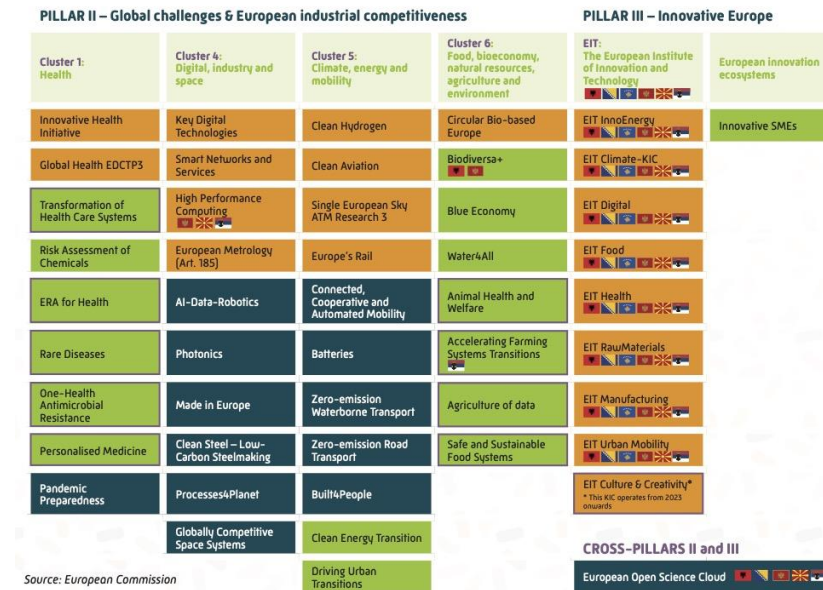 PILLAR II – Global challenges & European industrial competitiveness
PILLAR III – Innovative Europe
Cluster 1:
Health
Innovative Health
Initiative
Global Health EDCTP3
Transformation of
Health Care Systems
Risk Assessment of
Chemicals
ERA for Health
Rare Diseases
One-Health
Antimicrobial
Resistance
Personalised Medicine
Pandemic
Preparedness
Cluster 4:
Digital, industry and
space
Key Digital
Technologies
Smart Networks and
Services
High Performance
Computing
European Metrology
(Art. 185)
AI-Data-Robotics
Photonics
Made in Europe
Clean Steel – Low-
Carbon Steelmaking
Processes4Planet
Globally Competitive
Space Systems
Cluster 5:
Climate, energy and
mobility
Clean Hydrogen
Clean Aviation
Single European Sky
ATM Research 3
Europe's Rail
Connected,
Cooperative and
Automated Mobility
Batteries
Zero-emission
Waterborne Transport
Zero-emission Road
Transport
Built4People
Clean Energy Transition
Driving Urban
Transitions
Cluster 6:
Food, bioeconomy,
natural resources,
agriculture and
environment
Circular Bio-based
Europe
Biodiversa+
Blue Economy
Water4All
Animal Health and
Welfare
Accelerating Farming
Systems Transitions
Agriculture of data
Safe and Sustainable
Food Systems
EIT:
The European Institute
of Innovation and
Technology
EIT InnoEnergy
EIT Climate-KIC
EIT Digital
EIT Food
EIT Health
EIT RawMaterials
EIT Manufacturing
EIT Urban Mobility
EIT Culture & Creativity*
* This KIC operates from 2023
onwards
European innovation
ecosystems
Innovative SMEs
CROSS-PILLARS II and III
European Open Science Cloud
Source: European Commission